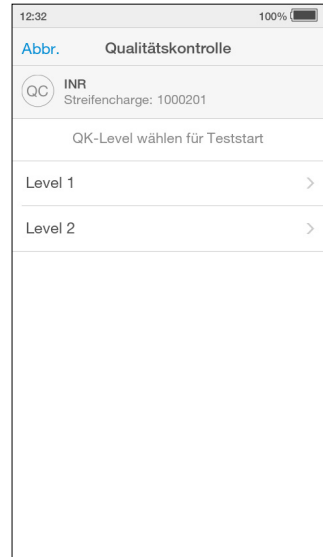 12:32 100%
Abbr. Qualitätskontrolle
QC INR
Streifencharge: 1000201
QK-Level wählen für Teststart
Level 1
Level 2